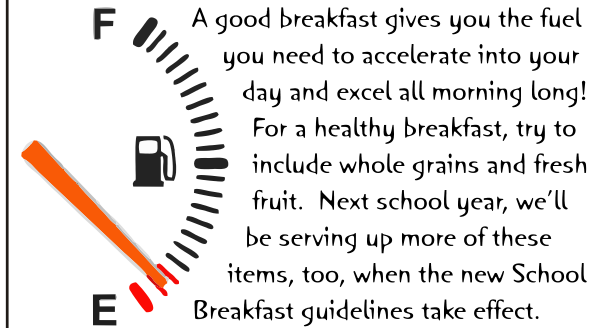 F
A good breakfast gives you the fuel
you need to accelerate into your
day and excel all morning long!
For a healthy breakfast, try to
include whole grains and fresh
fruit.  Next school year, we'll
be serving up more of these
items, too, when the new School
Breakfast guidelines take effect.
E